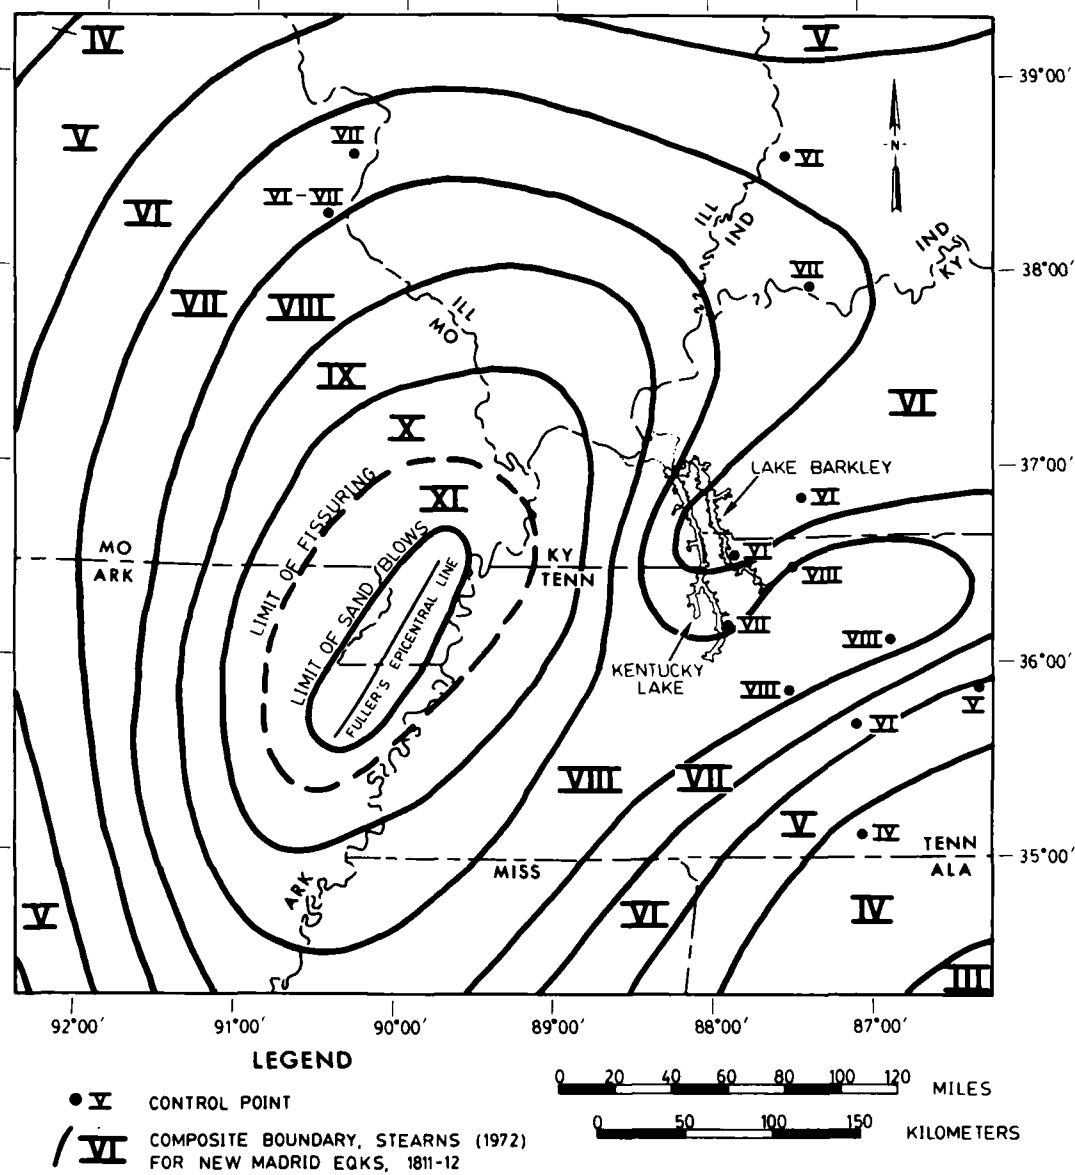 IV
V
V
VI
VII
VI-VII
VI
ILL
IND
IND
KY
VII
VII
VIII
ILL
MO
IX
X
VI
XI
LIMIT OF FISSURING
LIMIT OF SAND BLOWS
FULLER'S EPICENTRAL LINE
LAKE BARKLEY
VI
MO
ARK
KY
TENN
VI
VIII
VII
VIII
KENTUCKY
LAKE
VIII
V
VI
VIII
VII
V
IV
TENN
ALA
MISS
ARK
V
VI
IV
III
-N-
39°00'
38°00'
37°00'
36°00'
35°00'
92°00'
91°00'
90°00'
89°00'
88°00'
87°00'
LEGEND
V CONTROL POINT
VI COMPOSITE BOUNDARY, STEARNS (1972)
FOR NEW MADRID EQKS, 1811-12
0 20 40 60 80 100 120 MILES
0 50 100 150 KILOMETERS